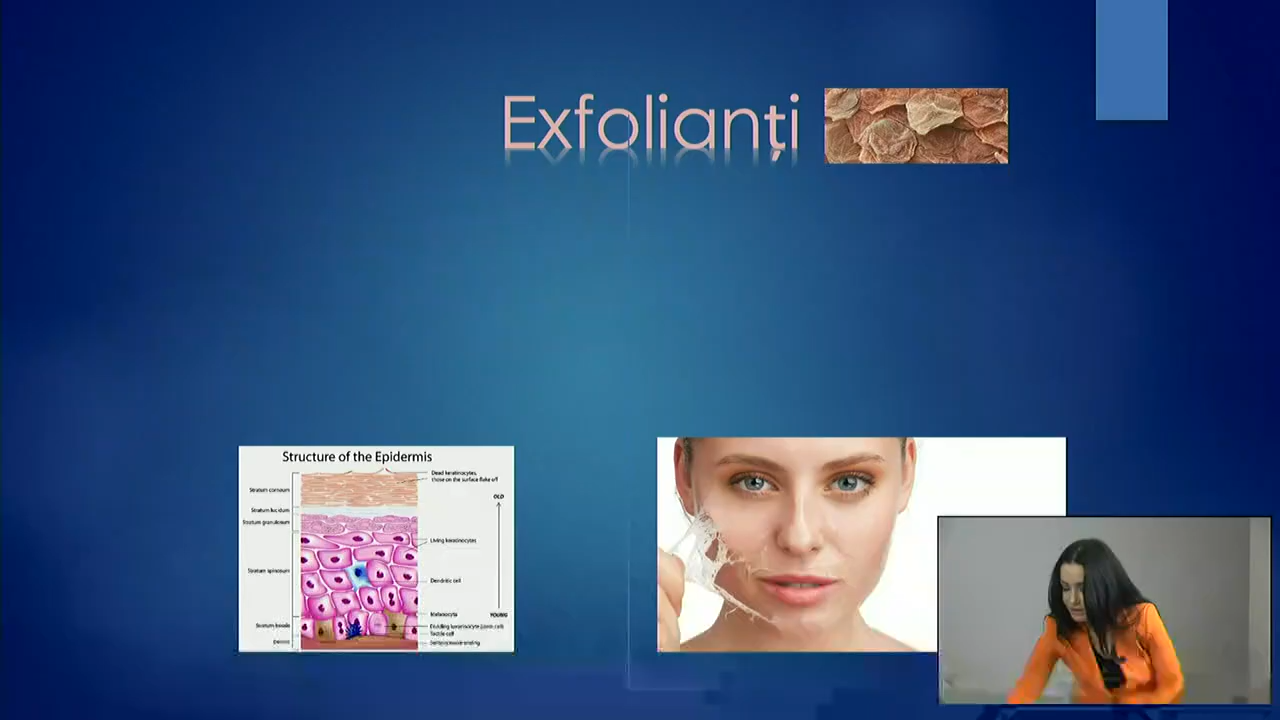 Exfolianți
Structure of the Epidermis
Dead keratinocytes,
those on the surface flake off
Stratum corneum
OLD
Stratum lucidum
Stratum granulosum
Living keratinocytes
Stratum spinosum
Dendritic cell
Melanocyte
YOUNG
Stratum basale
Dividing keratinocyte (stem cell)
Tactile cell
Dermis
Sensory nerve ending